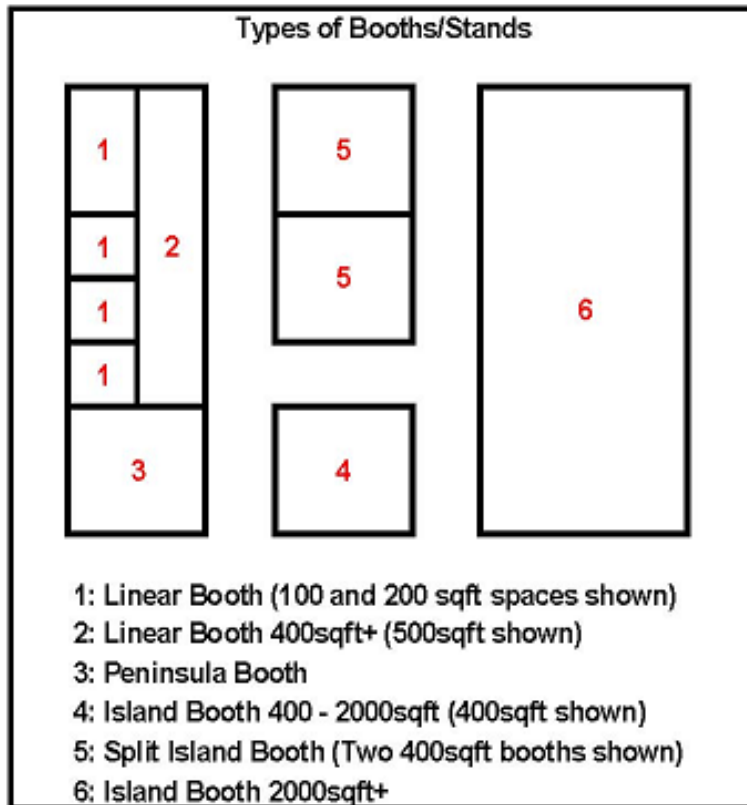 Types of Booths/Stands
1
2
5
1
5
1
6
1
3
4
1: Linear Booth (100 and 200 sqft spaces shown)
2: Linear Booth 400sqft+ (500sqft shown)
3: Peninsula Booth
4: Island Booth 400 - 2000sqft (400sqft shown)
5: Split Island Booth (Two 400sqft booths shown)
6: Island Booth 2000sqft+